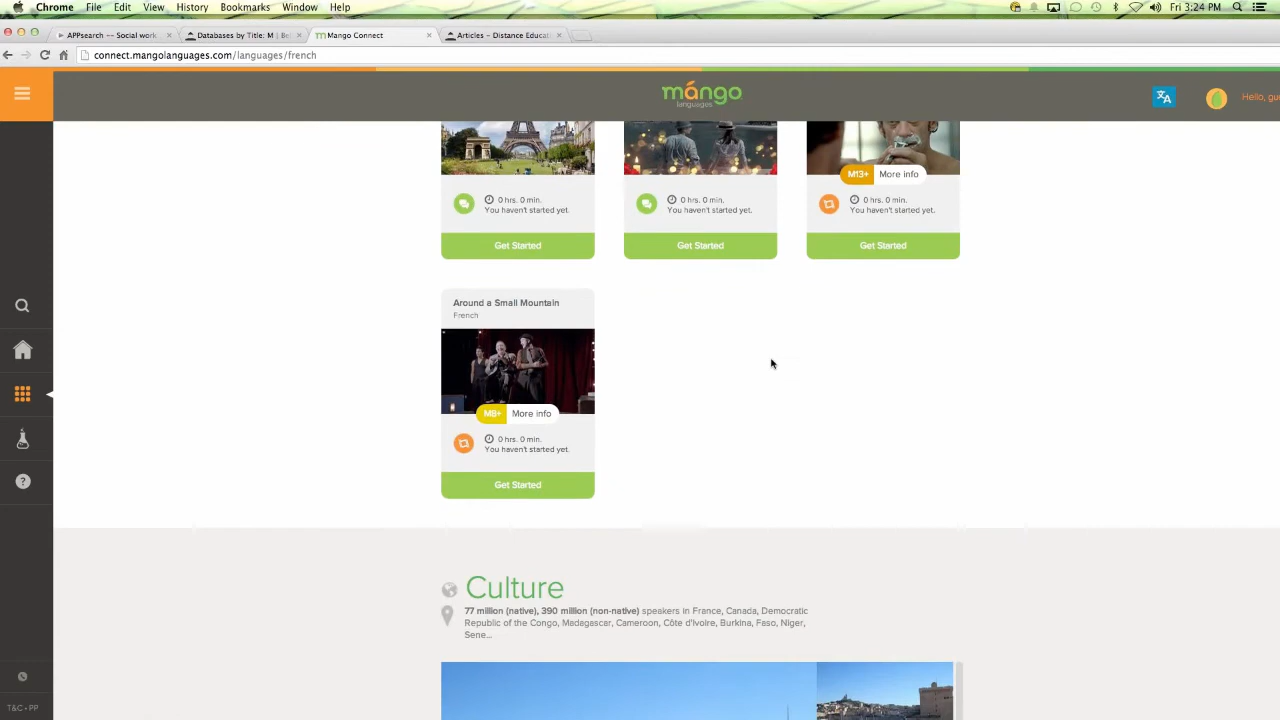 Chrome File Edit View History Bookmarks Window Help Fri 3:24 PM
APPsearch -- Social work Databases by Title: M | Bel Mango Connect Articles - Distance Educat
connect.mangolanguages.com/languages/french
mango Hello, gu
languages
M13+ More info
0 hrs. 0 min. 0 hrs. 0 min. 0 hrs. 0 min.
You haven't started yet. You haven't started yet. You haven't started yet.
Get Started Get Started Get Started
Around a Small Mountain
French
M8+ More info
0 hrs. 0 min.
You haven't started yet.
Get Started
Culture
77 million (native), 390 million (non-native) speakers in France, Canada, Democratic
Republic of the Congo, Madagascar, Cameroon, Côte d'Ivoire, Burkina, Faso, Niger,
Sene...
T&C • PP